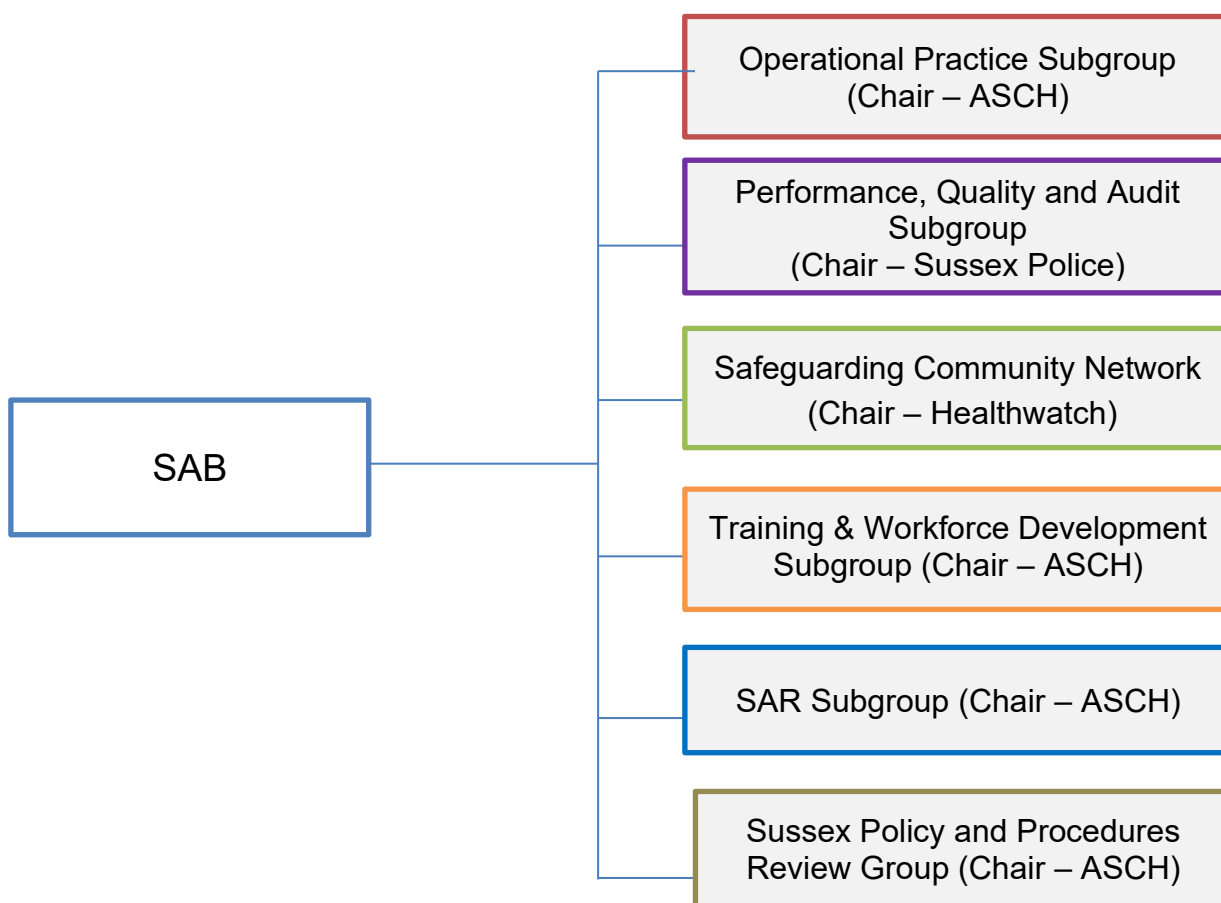 Operational Practice Subgroup
(Chair – ASCH)
Performance, Quality and Audit
Subgroup
(Chair – Sussex Police)
Safeguarding Community Network
(Chair – Healthwatch)
SAB
Training & Workforce Development
Subgroup (Chair – ASCH)
SAR Subgroup (Chair – ASCH)
Sussex Policy and Procedures
Review Group (Chair – ASCH)